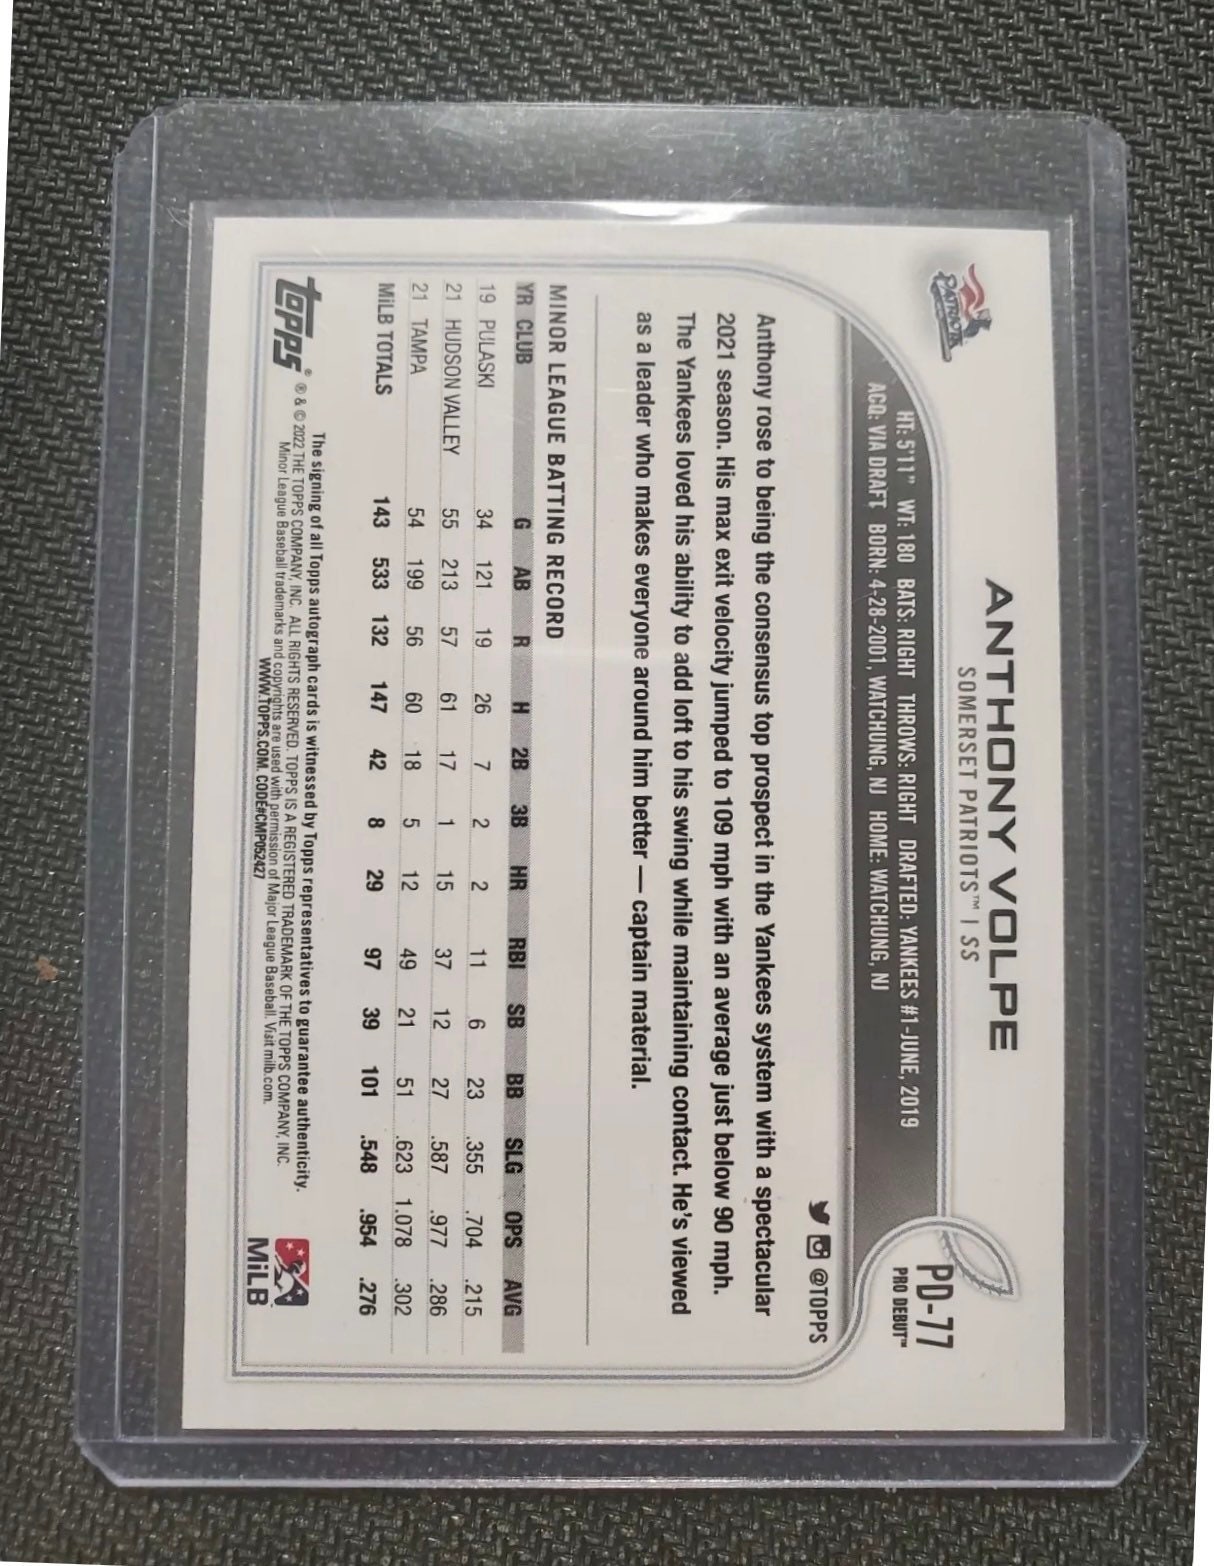 PATRIOTS
ANTHONY VOLPE
SOMERSET PATRIOTS™ | SS
HT: 5'11" WT: 180 BATS: RIGHT THROWS: RIGHT DRAFTED: YANKEES #1-JUNE, 2019
ACQ: VIA DRAFT BORN: 4-28-2001, WATCHUNG, NJ HOME: WATCHUNG, NJ
PD-77
PRO DEBUT™
@TOPPS
Anthony rose to being the consensus top prospect in the Yankees system with a spectacular
2021 season. His max exit velocity jumped to 109 mph with an average just below 90 mph.
The Yankees loved his ability to add loft to his swing while maintaining contact. He's viewed
as a leader who makes everyone around him better — captain material.
MINOR LEAGUE BATTING RECORD
YR CLUB G AB R H 2B 3B HR RBI SB BB SLG OPS AVG
19 PULASKI 34 121 19 26 7 2 2 11 6 23 .355 .704 .215
21 HUDSON VALLEY 55 213 57 61 17 1 15 37 12 27 .587 .977 .286
21 TAMPA 54 199 56 60 18 5 12 49 21 51 .623 1.078 .302
MiLB TOTALS 143 533 132 147 42 8 29 97 39 101 .548 .954 .276
topps®
The signing of all Topps autograph cards is witnessed by Topps representatives to guarantee authenticity.
® & © 2022 THE TOPPS COMPANY, INC. ALL RIGHTS RESERVED. TOPPS IS A REGISTERED TRADEMARK OF THE TOPPS COMPANY, INC.
Minor League Baseball trademarks and copyrights are used with permission of Major League Baseball. Visit milb.com.
WWW.TOPPS.COM CODE#CMP052427
MiLB